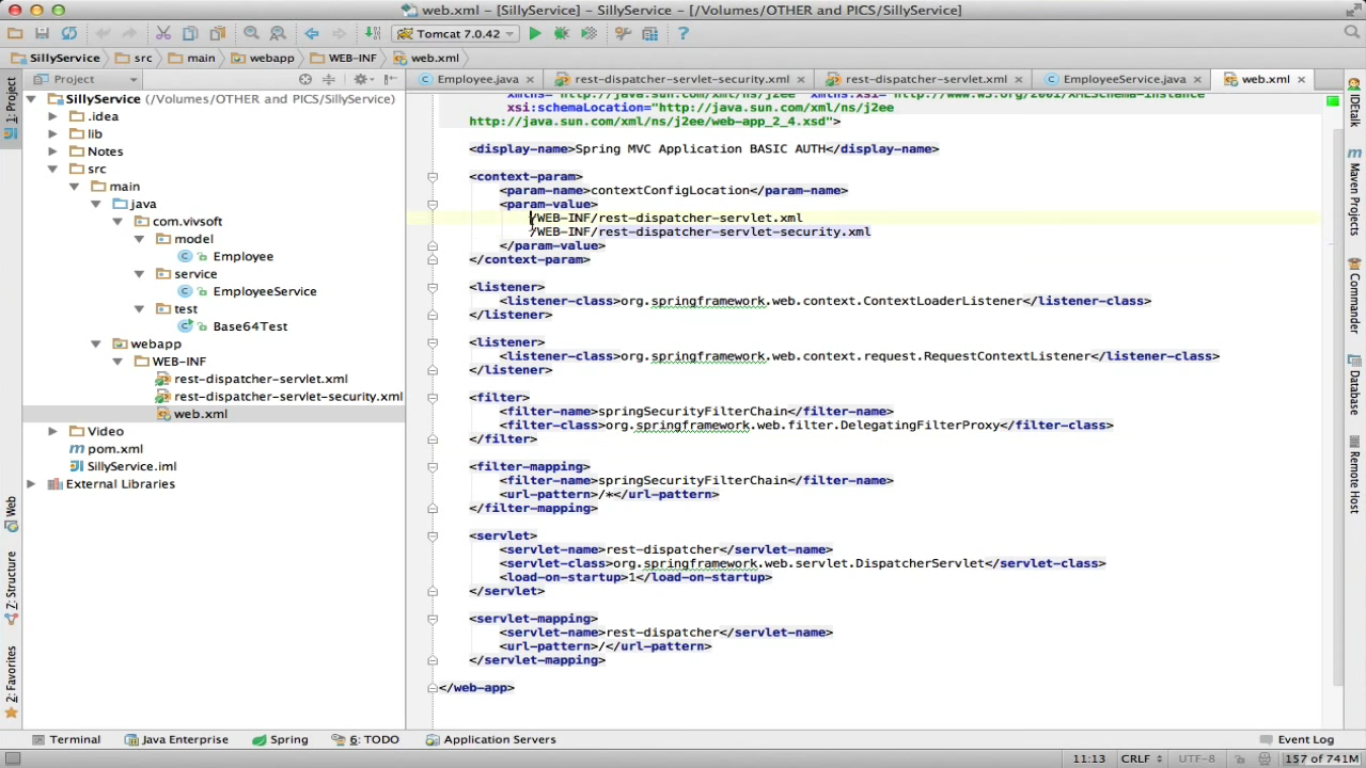 web.xml - [SillyService] - SillyService - [/Volumes/OTHER and PICS/SillyService]
Tomcat 7.0.42
SillyService
src
main
webapp
WEB-INF
web.xml
Project
Employee.java
rest-dispatcher-servlet-security.xml
rest-dispatcher-servlet.xml
EmployeeService.java
web.xml
1: Project
SillyService (/Volumes/OTHER and PICS/SillyService)
.idea
lib
Notes
src
main
java
com.vivsoft
model
Employee
service
EmployeeService
test
Base64Test
webapp
WEB-INF
rest-dispatcher-servlet.xml
rest-dispatcher-servlet-security.xml
web.xml
Video
pom.xml
SillyService.iml
External Libraries
Web
Z: Structure
2: Favorites
xsi:schemaLocation="http://java.sun.com/xml/ns/j2ee
http://java.sun.com/xml/ns/j2ee/web-app_2_4.xsd">
<display-name>Spring MVC Application BASIC AUTH</display-name>
<context-param>
<param-name>contextConfigLocation</param-name>
<param-value>
/WEB-INF/rest-dispatcher-servlet.xml
/WEB-INF/rest-dispatcher-servlet-security.xml
</param-value>
</context-param>
<listener>
<listener-class>org.springframework.web.context.ContextLoaderListener</listener-class>
</listener>
<listener>
<listener-class>org.springframework.web.context.request.RequestContextListener</listener-class>
</listener>
<filter>
<filter-name>springSecurityFilterChain</filter-name>
<filter-class>org.springframework.web.filter.DelegatingFilterProxy</filter-class>
</filter>
<filter-mapping>
<filter-name>springSecurityFilterChain</filter-name>
<url-pattern>/*</url-pattern>
</filter-mapping>
<servlet>
<servlet-name>rest-dispatcher</servlet-name>
<servlet-class>org.springframework.web.servlet.DispatcherServlet</servlet-class>
<load-on-startup>1</load-on-startup>
</servlet>
<servlet-mapping>
<servlet-name>rest-dispatcher</servlet-name>
<url-pattern>/</url-pattern>
</servlet-mapping>
</web-app>
IDEtalk
Maven Projects
Commander
Database
Remote Host
Terminal
Java Enterprise
Spring
6: TODO
Application Servers
Event Log
11:13
CRLF
UTF-8
157 of 741M